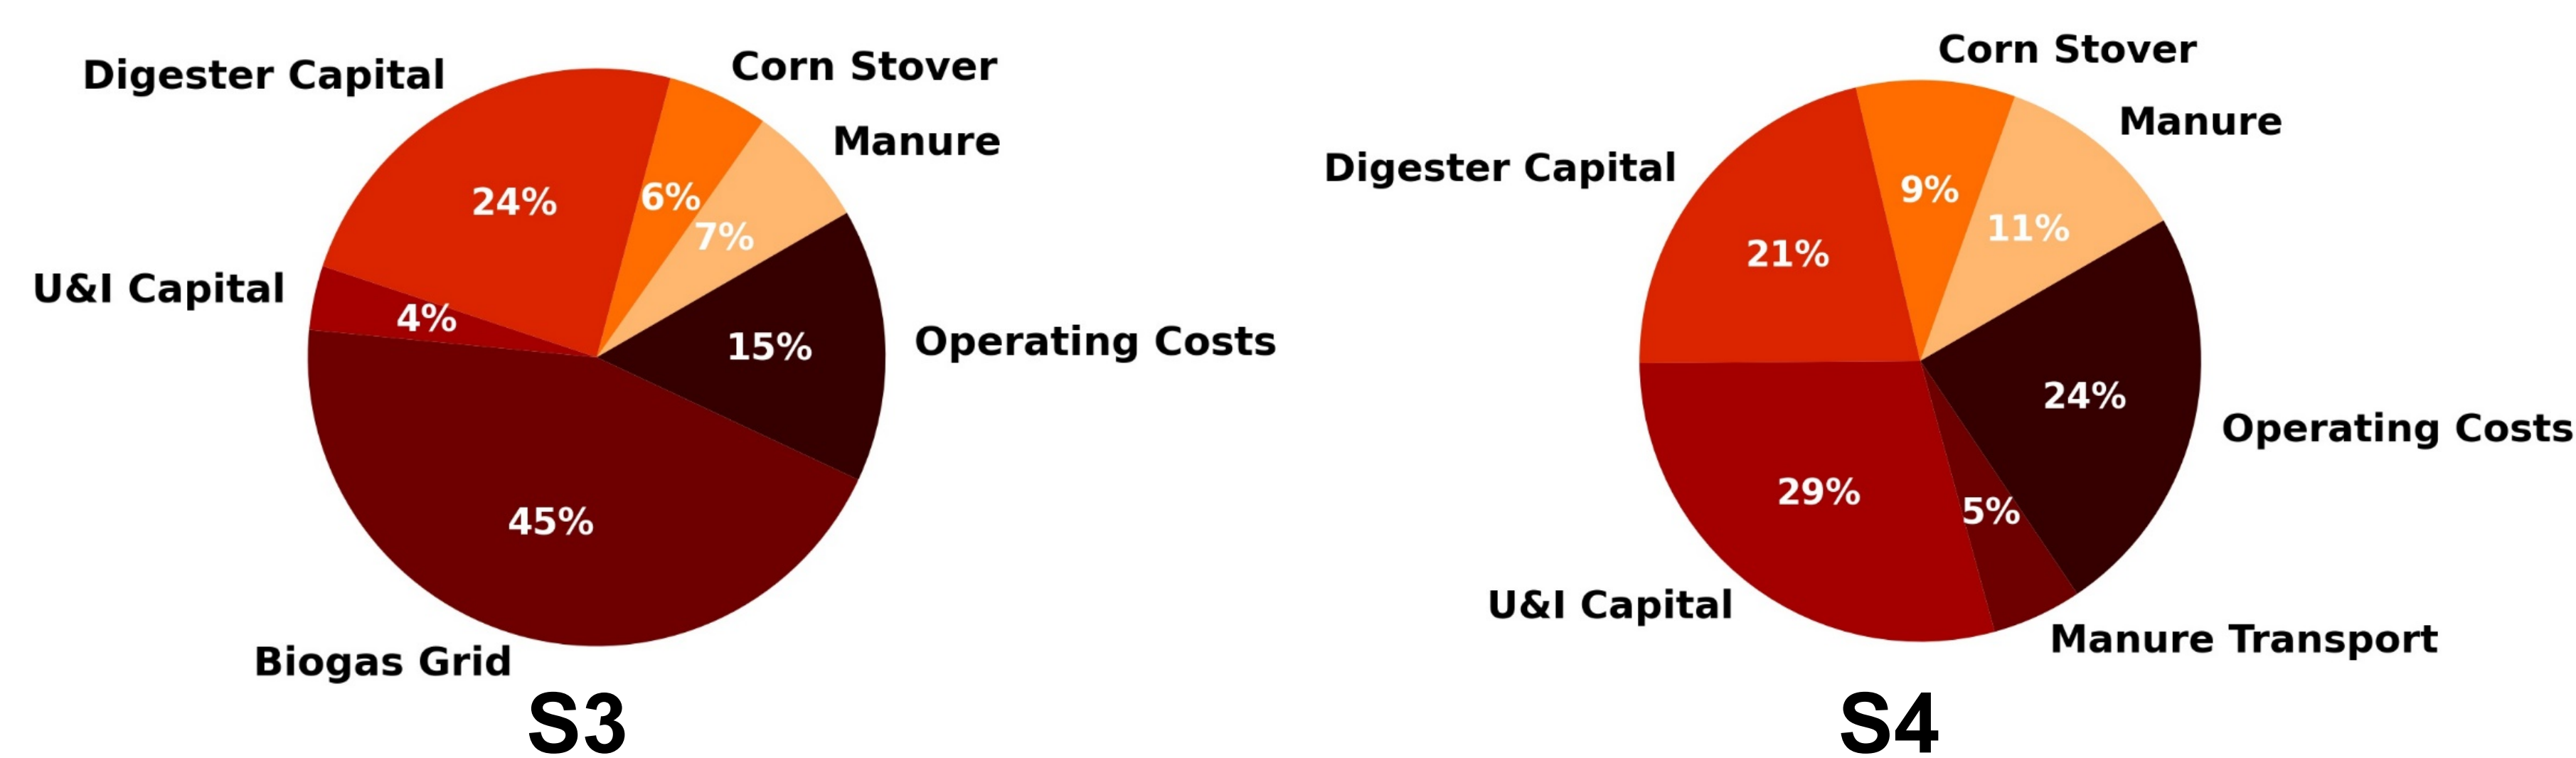 Digester Capital
Corn Stover
Manure
24%
6%
7%
U&I Capital
4%
15%
Operating Costs
45%
Biogas Grid
S3
Corn Stover
Manure
Digester Capital
9%
11%
21%
24%
Operating Costs
29%
5%
U&I Capital
Manure Transport
S4